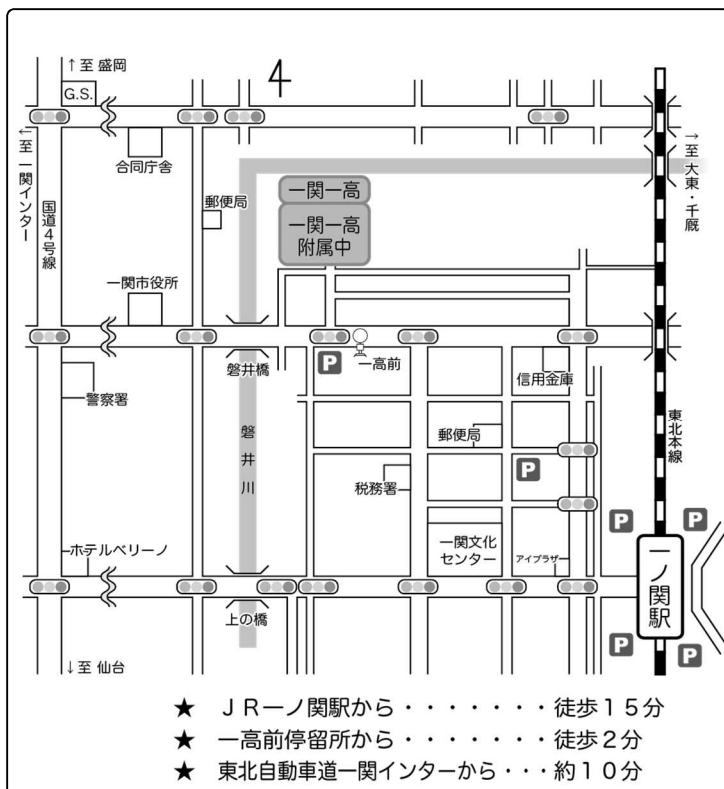 ↑至 盛岡
G.S.
4
←至 一関インター
国道4号線
合同庁舎
郵便局
一関一高
一関一高
附属中
→至 大東・千厩
一関市役所
P
一高前
磐井橋
信用金庫
警察署
東北本線
磐井川
郵便局
税務署
P
P
P
ホテルベリーノ
一関文化
センター
アイプラザ
一ノ関駅
上の橋
P
P
↓至 仙台
★ JR一ノ関駅から・・・・・・・徒歩15分
★ 一高前停留所から・・・・・・・徒歩2分
★ 東北自動車道一関インターから・・・約10分